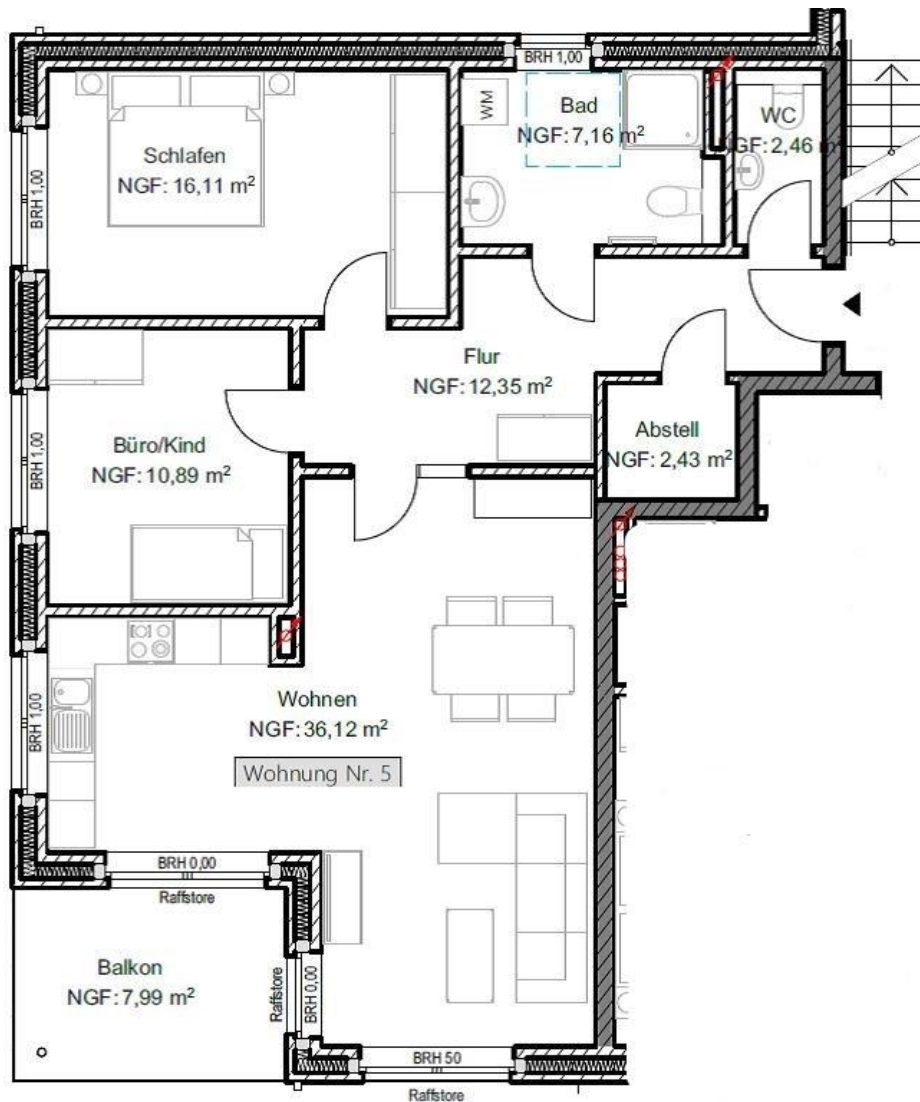 BRH 1,00
WM
Bad
NGF: 7,16 m²
WC
NGF: 2,46 m²
Schlafen
NGF: 16,11 m²
BRH 1,00
Flur
NGF: 12,35 m²
Büro/Kind
NGF: 10,89 m²
BRH 1,00
Abstell
NGF: 2,43 m²
Wohnen
NGF: 36,12 m²
Wohnung Nr. 5
BRH 1,00
BRH 0,00
Raffstore
Balkon
NGF: 7,99 m²
Raffstore
BRH 0,00
BRH 50
Raffstore